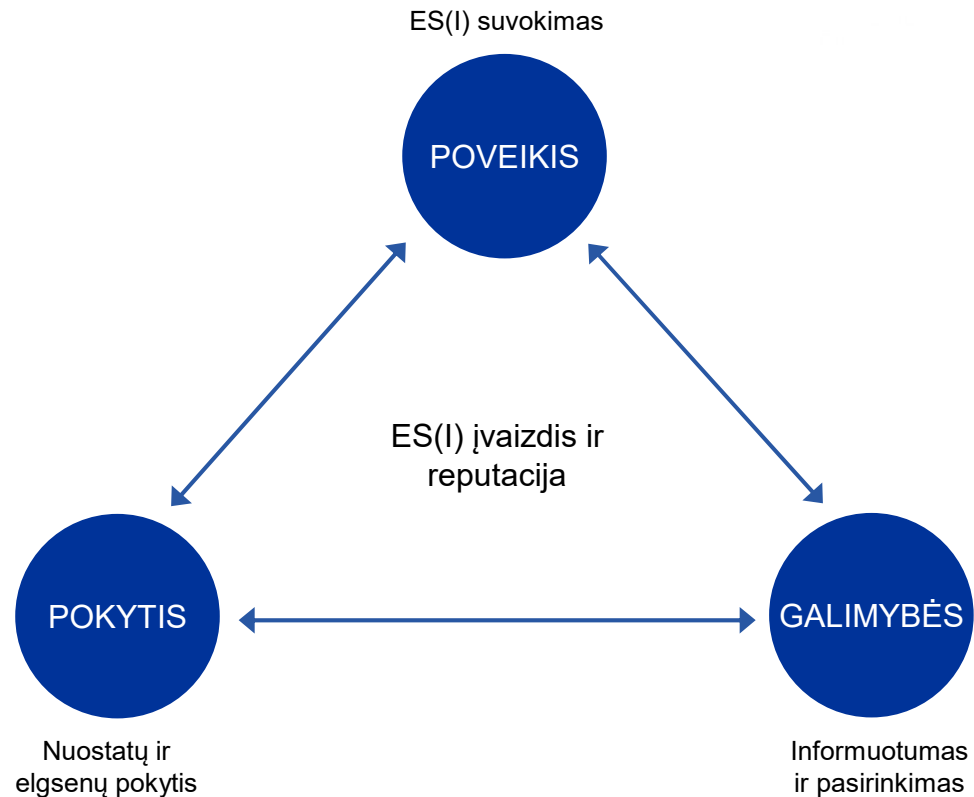 ES(I) suvokimas
POVEIKIS
ES(I) įvaizdis ir
reputacija
POKYTIS
GALIMYBĖS
Nuostatų ir
elgsenų pokytis
Informuotumas
ir pasirinkimas